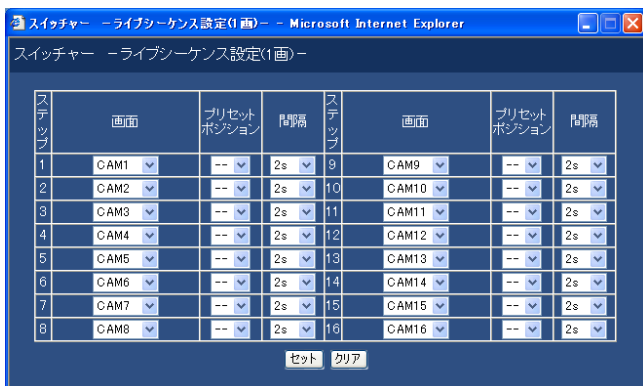 スイッチャー －ライブシーケンス設定(1画)－ - Microsoft Internet Explorer
スイッチャー －ライブシーケンス設定(1画)－
ステップ 画面 プリセットポジション 間隔 ステップ 画面 プリセットポジション 間隔
1 CAM1 -- 2s 9 CAM9 -- 2s
2 CAM2 -- 2s 10 CAM10 -- 2s
3 CAM3 -- 2s 11 CAM11 -- 2s
4 CAM4 -- 2s 12 CAM12 -- 2s
5 CAM5 -- 2s 13 CAM13 -- 2s
6 CAM6 -- 2s 14 CAM14 -- 2s
7 CAM7 -- 2s 15 CAM15 -- 2s
8 CAM8 -- 2s 16 CAM16 -- 2s
セット クリア